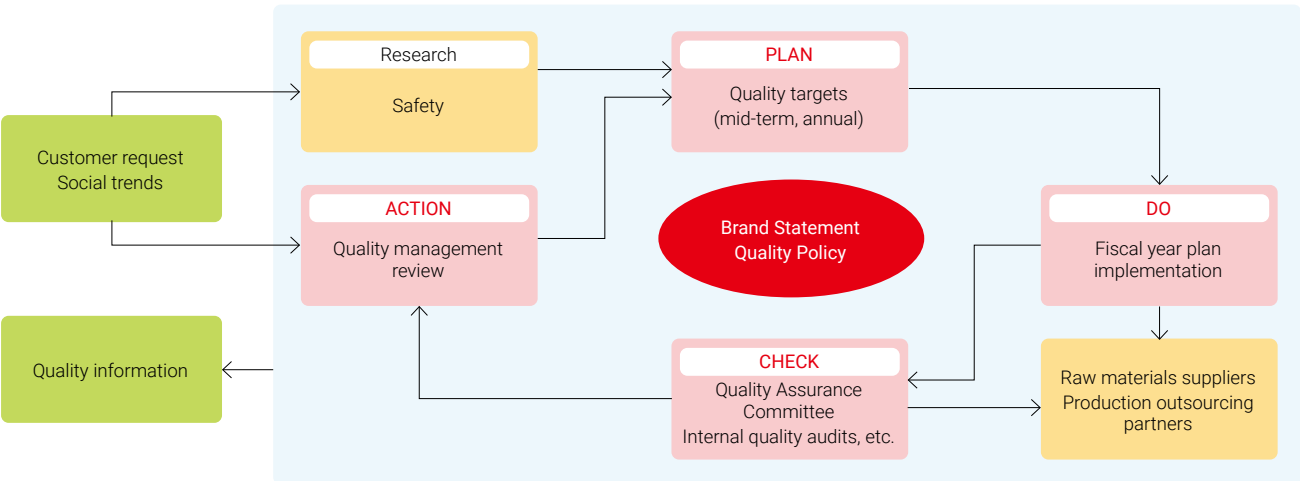 Research
Safety
PLAN
Quality targets
(mid-term, annual)
Customer request
Social trends
ACTION
Quality management
review
Brand Statement
Quality Policy
DO
Fiscal year plan
implementation
Quality information
CHECK
Quality Assurance
Committee
Internal quality audits, etc.
Raw materials suppliers
Production outsourcing
partners